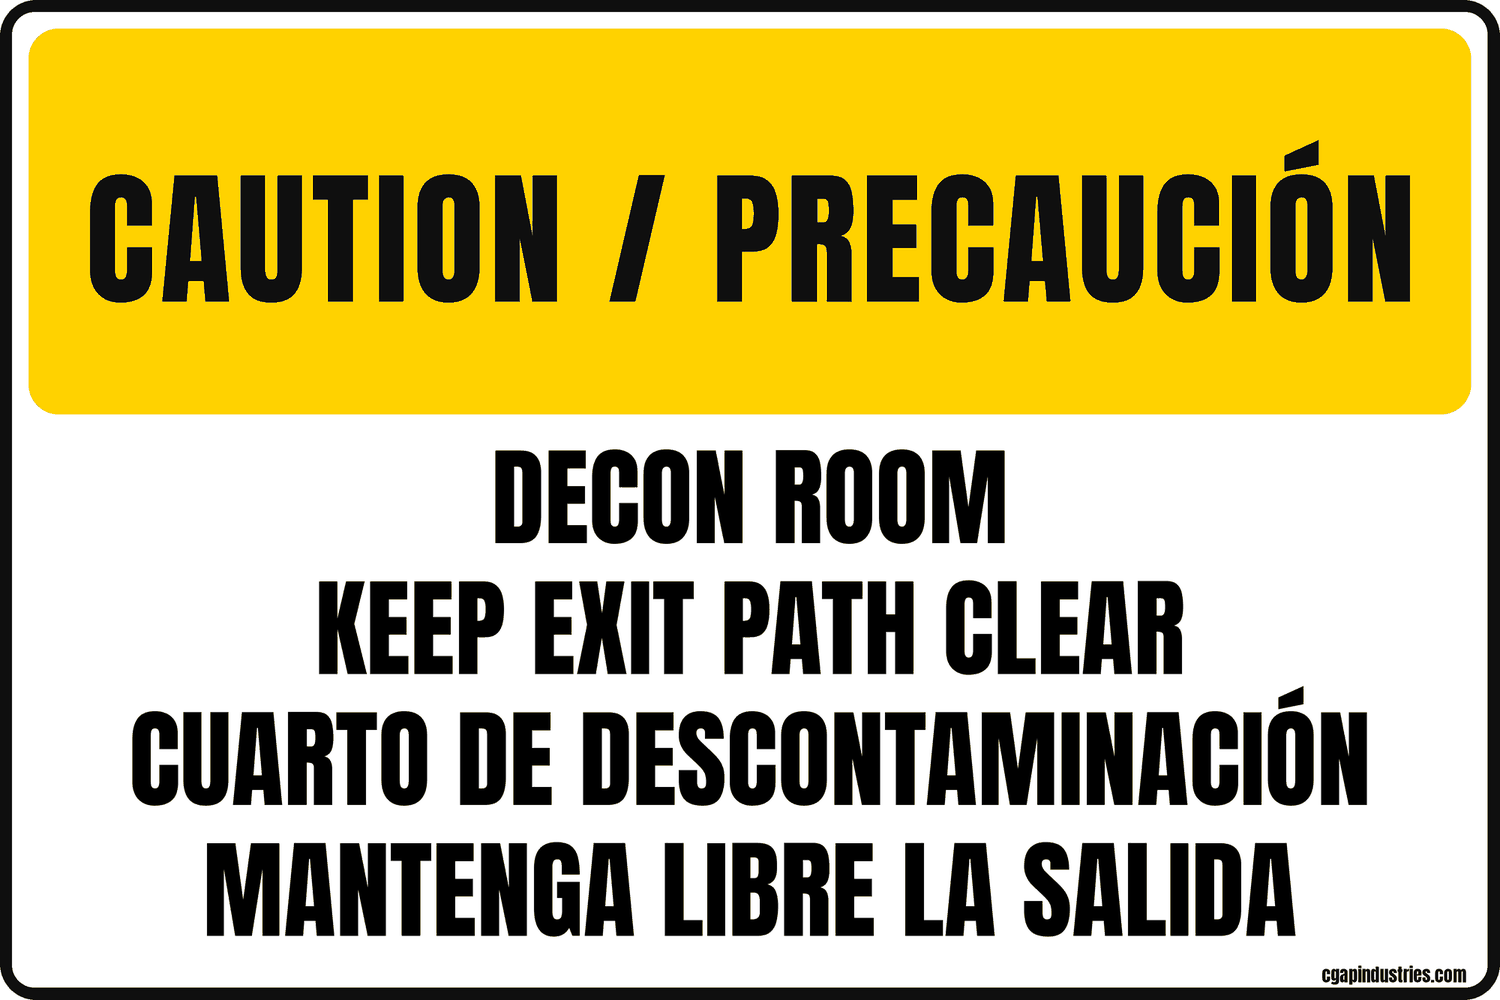 CAUTION / PRECAUCIÓN
DECON ROOM
KEEP EXIT PATH CLEAR
CUARTO DE DESCONTAMINACIÓN
MANTENGA LIBRE LA SALIDA
cgapindustries.com